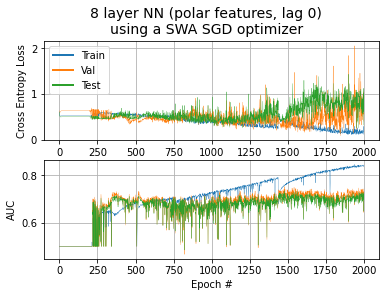 8 layer NN (polar features, lag 0)
using a SWA SGD optimizer
Cross Entropy Loss
2
1
0
Train
Val
Test
0 250 500 750 1000 1250 1500 1750 2000
AUC
0.8
0.6
0 250 500 750 1000 1250 1500 1750 2000
Epoch #